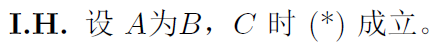 I.H. 设 A为B，C 时 (*) 成立。